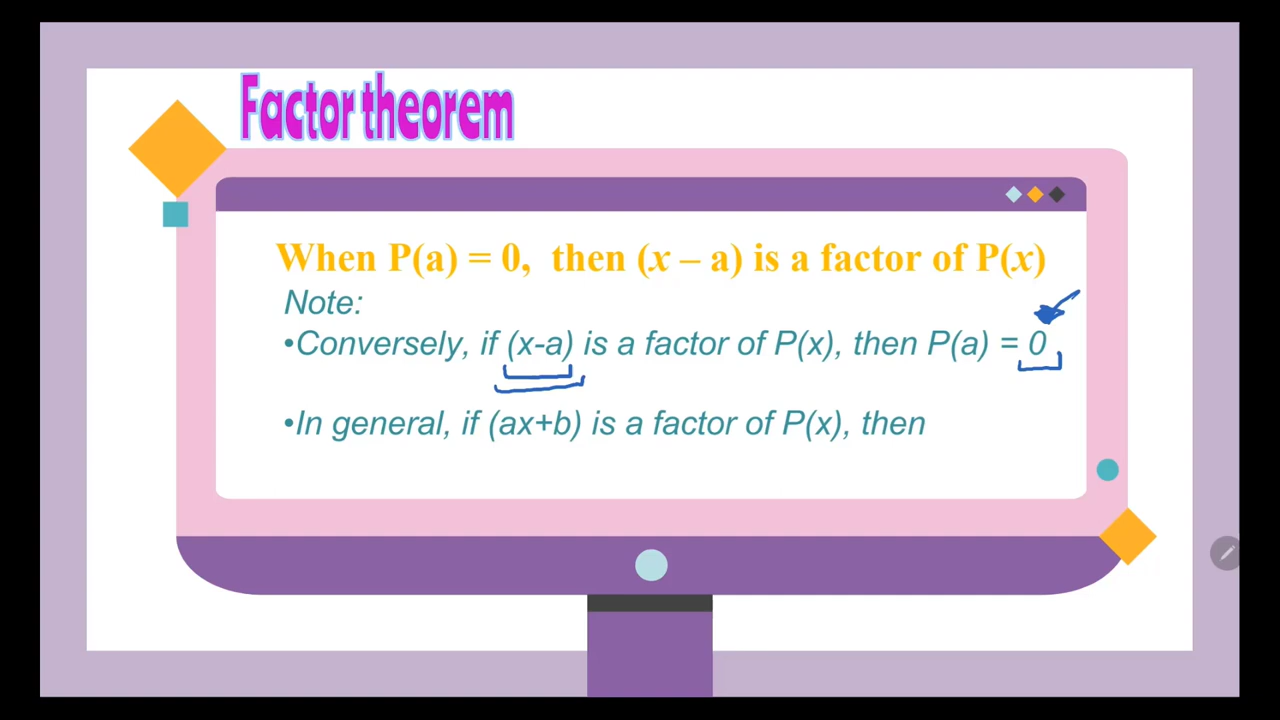 Factor theorem
When P(a) = 0, then (x – a) is a factor of P(x)
Note:
•Conversely, if (x-a) is a factor of P(x), then P(a) = 0
•In general, if (ax+b) is a factor of P(x), then